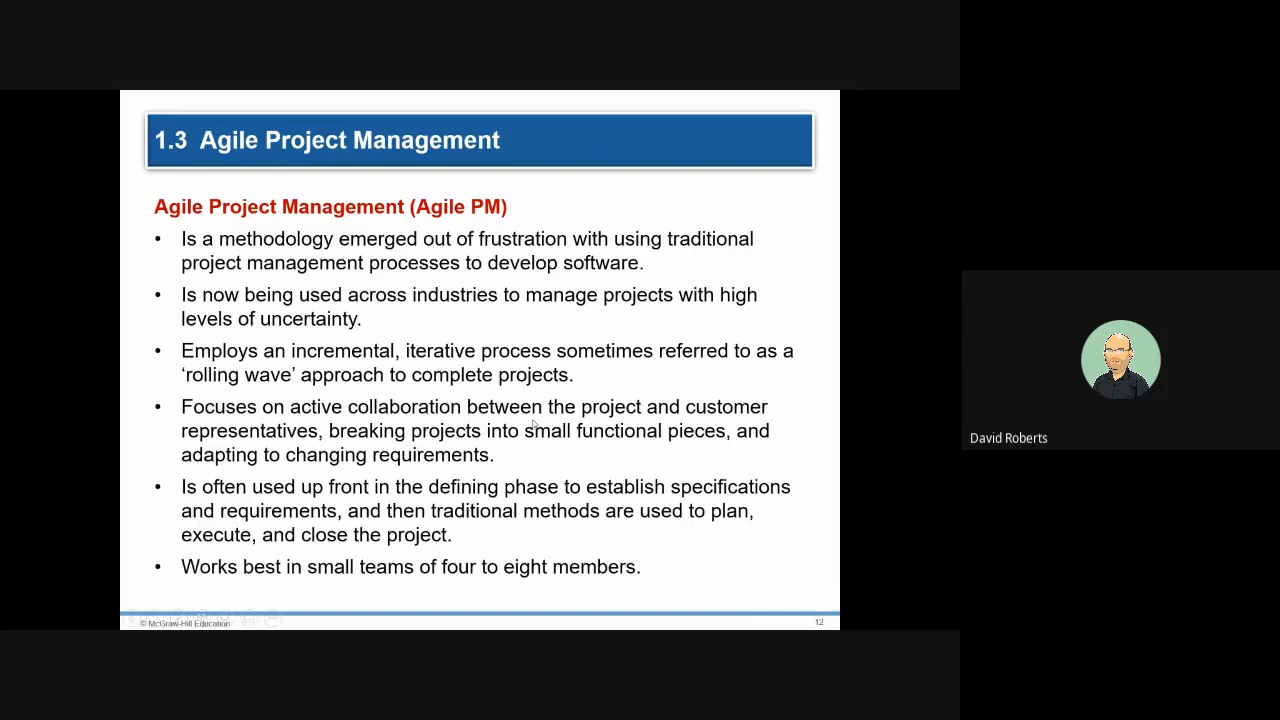 1.3 Agile Project Management
Agile Project Management (Agile PM)
• Is a methodology emerged out of frustration with using traditional
project management processes to develop software.
• Is now being used across industries to manage projects with high
levels of uncertainty.
• Employs an incremental, iterative process sometimes referred to as a
‘rolling wave’ approach to complete projects.
• Focuses on active collaboration between the project and customer
representatives, breaking projects into small functional pieces, and
adapting to changing requirements.
• Is often used up front in the defining phase to establish specifications
and requirements, and then traditional methods are used to plan,
execute, and close the project.
• Works best in small teams of four to eight members.
© McGraw-Hill Education
12
David Roberts